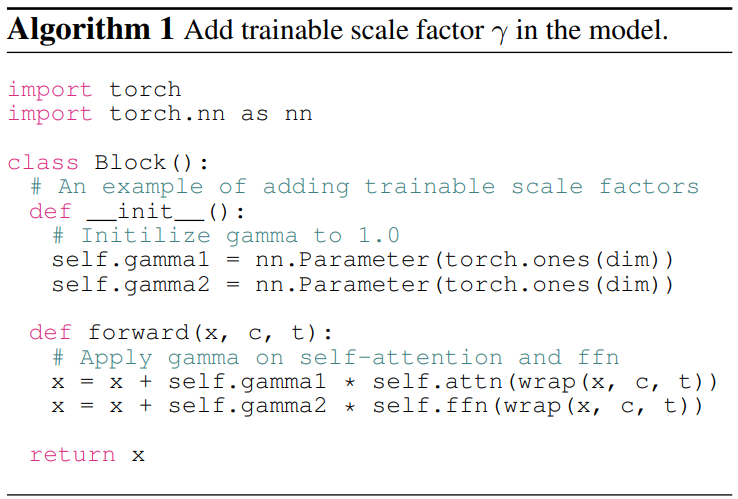 Algorithm 1 Add trainable scale factor γ in the model.
import torch
import torch.nn as nn
class Block():
# An example of adding trainable scale factors
def __init__():
# Initilize gamma to 1.0
self.gamma1 = nn.Parameter(torch.ones(dim))
self.gamma2 = nn.Parameter(torch.ones(dim))
def forward(x, c, t):
# Apply gamma on self-attention and ffn
x = x + self.gamma1 * self.attn(wrap(x, c, t))
x = x + self.gamma2 * self.ffn(wrap(x, c, t))
return x